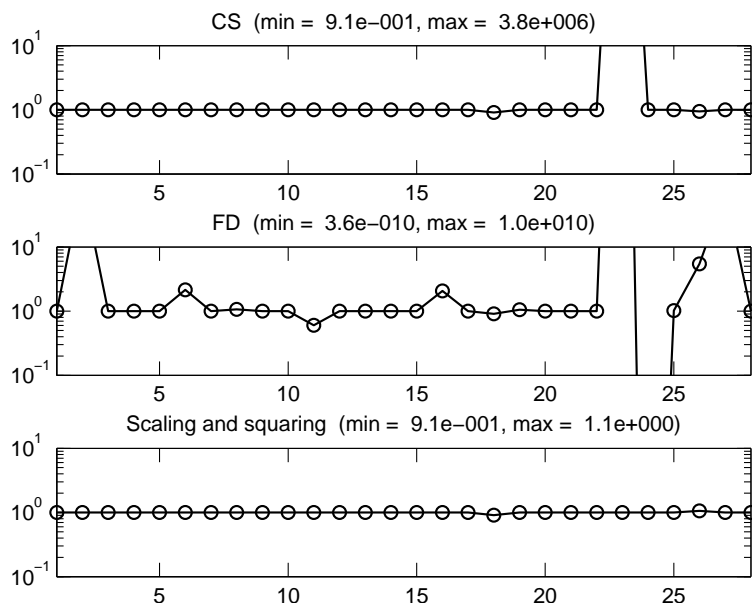 CS (min = 9.1e−001, max = 3.8e+006)
10^1
10^0
10^−1
5 10 15 20 25
FD (min = 3.6e−010, max = 1.0e+010)
10^1
10^0
10^−1
5 10 15 20 25
Scaling and squaring (min = 9.1e−001, max = 1.1e+000)
10^1
10^0
10^−1
5 10 15 20 25